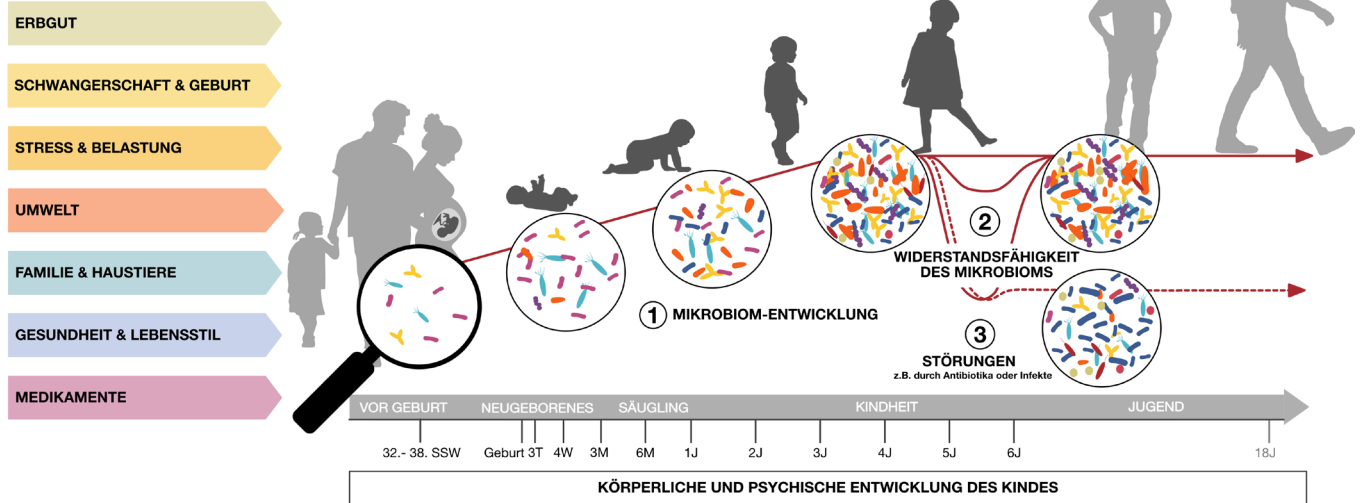 ERBGUT
SCHWANGERSCHAFT & GEBURT
STRESS & BELASTUNG
UMWELT
FAMILIE & HAUSTIERE
GESUNDHEIT & LEBENSSTIL
MEDIKAMENTE
1 MIKROBIOM-ENTWICKLUNG
2
WIDERSTANDSFÄHIGKEIT
DES MIKROBIOMS
3
STÖRUNGEN
z.B. durch Antibiotika oder Infekte
VOR GEBURT NEUGEBORENES SÄUGLING KINDHEIT JUGEND
32.- 38. SSW Geburt 3T 4W 3M 6M 1J 2J 3J 4J 5J 6J 18J
KÖRPERLICHE UND PSYCHISCHE ENTWICKLUNG DES KINDES